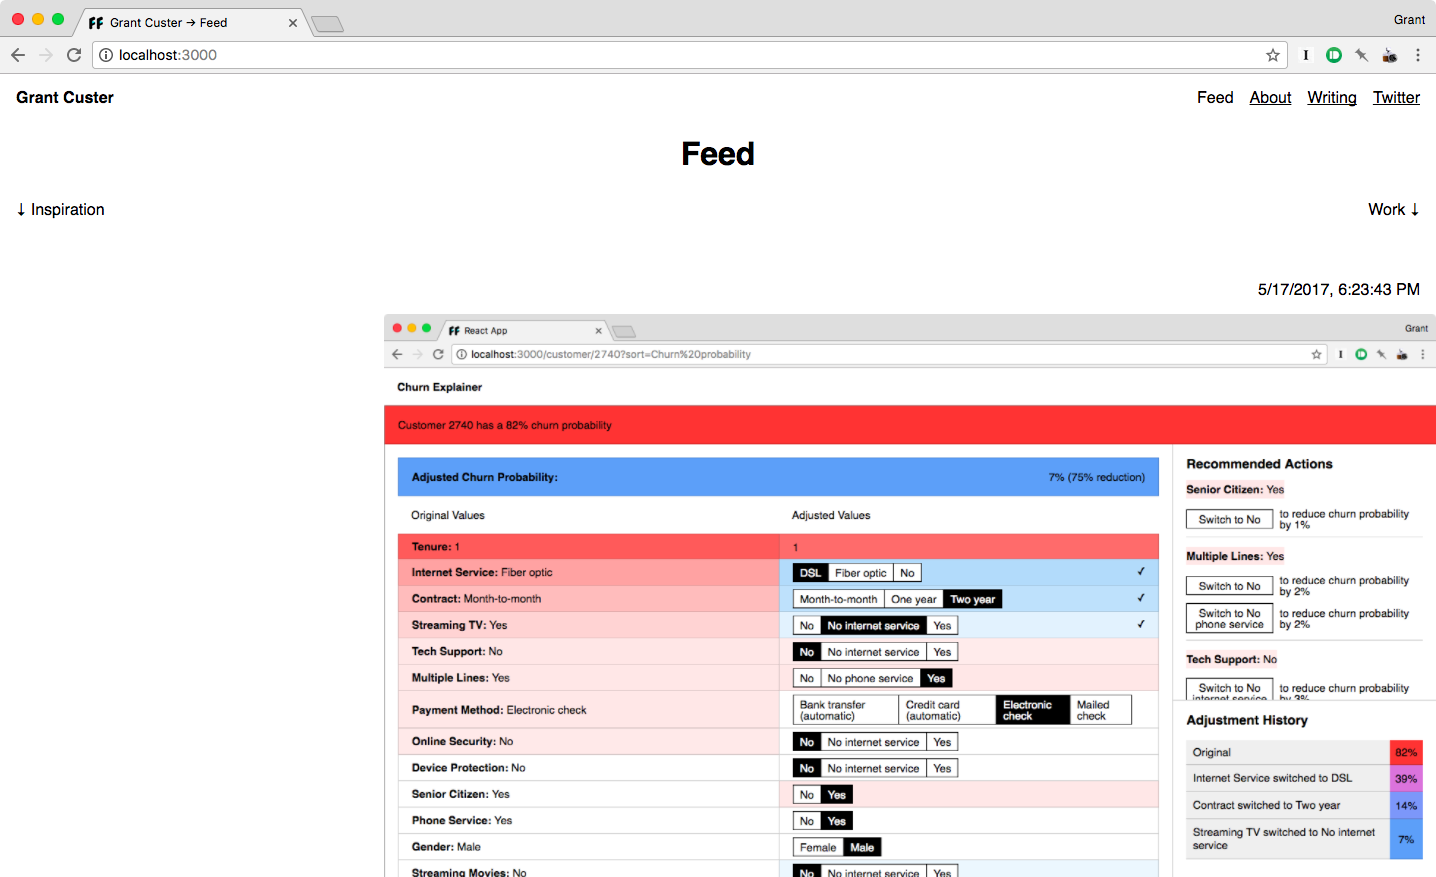 Grant Custer → Feed
Grant
localhost:3000
Grant Custer
Feed About Writing Twitter
Feed
↓ Inspiration
Work ↓
5/17/2017, 6:23:43 PM
React App
Grant
localhost:3000/customer/2740?sort=Churn%20probability
Churn Explainer
Customer 2740 has a 82% churn probability
Adjusted Churn Probability: 7% (75% reduction)
Original Values Adjusted Values
Tenure: 1 1
Internet Service: Fiber optic DSL Fiber optic No ✓
Contract: Month-to-month Month-to-month One year Two year ✓
Streaming TV: Yes No No internet service Yes ✓
Tech Support: No No No internet service Yes
Multiple Lines: Yes No No phone service Yes
Payment Method: Electronic check
Bank transfer
(automatic)
Credit card
(automatic)
Electronic
check
Mailed
check
Online Security: No No No internet service Yes
Device Protection: No No No internet service Yes
Senior Citizen: Yes No Yes
Phone Service: Yes No Yes
Gender: Male Female Male
Streaming Movies: No No No internet service Yes
Recommended Actions
Senior Citizen: Yes
Switch to No
to reduce churn probability
by 1%
Multiple Lines: Yes
Switch to No
to reduce churn probability
by 2%
Switch to No
phone service
to reduce churn probability
by 2%
Tech Support: No
Switch to No
internet service
to reduce churn probability
by 3%
Adjustment History
Original 82%
Internet Service switched to DSL 39%
Contract switched to Two year 14%
Streaming TV switched to No internet
service
7%